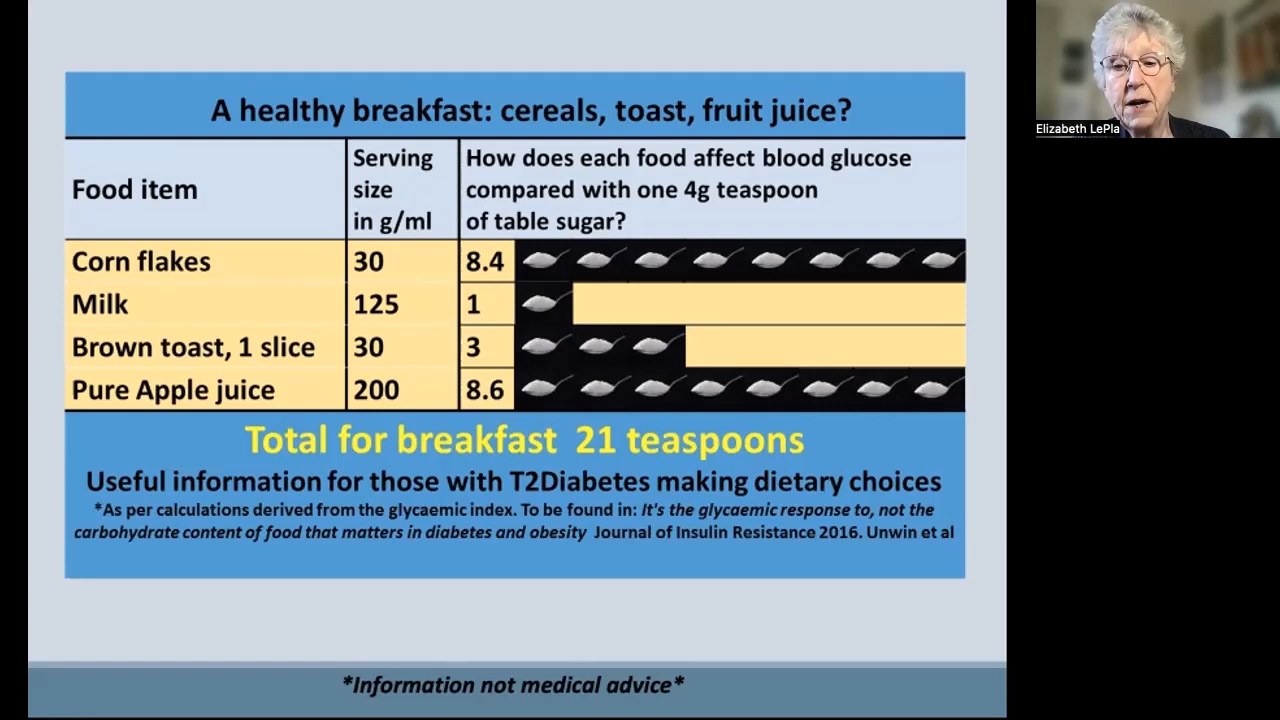 A healthy breakfast: cereals, toast, fruit juice?
Food item
Serving
size
in g/ml
How does each food affect blood glucose
compared with one 4g teaspoon
of table sugar?
Corn flakes 30 8.4
Milk 125 1
Brown toast, 1 slice 30 3
Pure Apple juice 200 8.6
Total for breakfast 21 teaspoons
Useful information for those with T2Diabetes making dietary choices
*As per calculations derived from the glycaemic index. To be found in: It's the glycaemic response to, not the
carbohydrate content of food that matters in diabetes and obesity Journal of Insulin Resistance 2016. Unwin et al
*Information not medical advice*
Elizabeth LePla